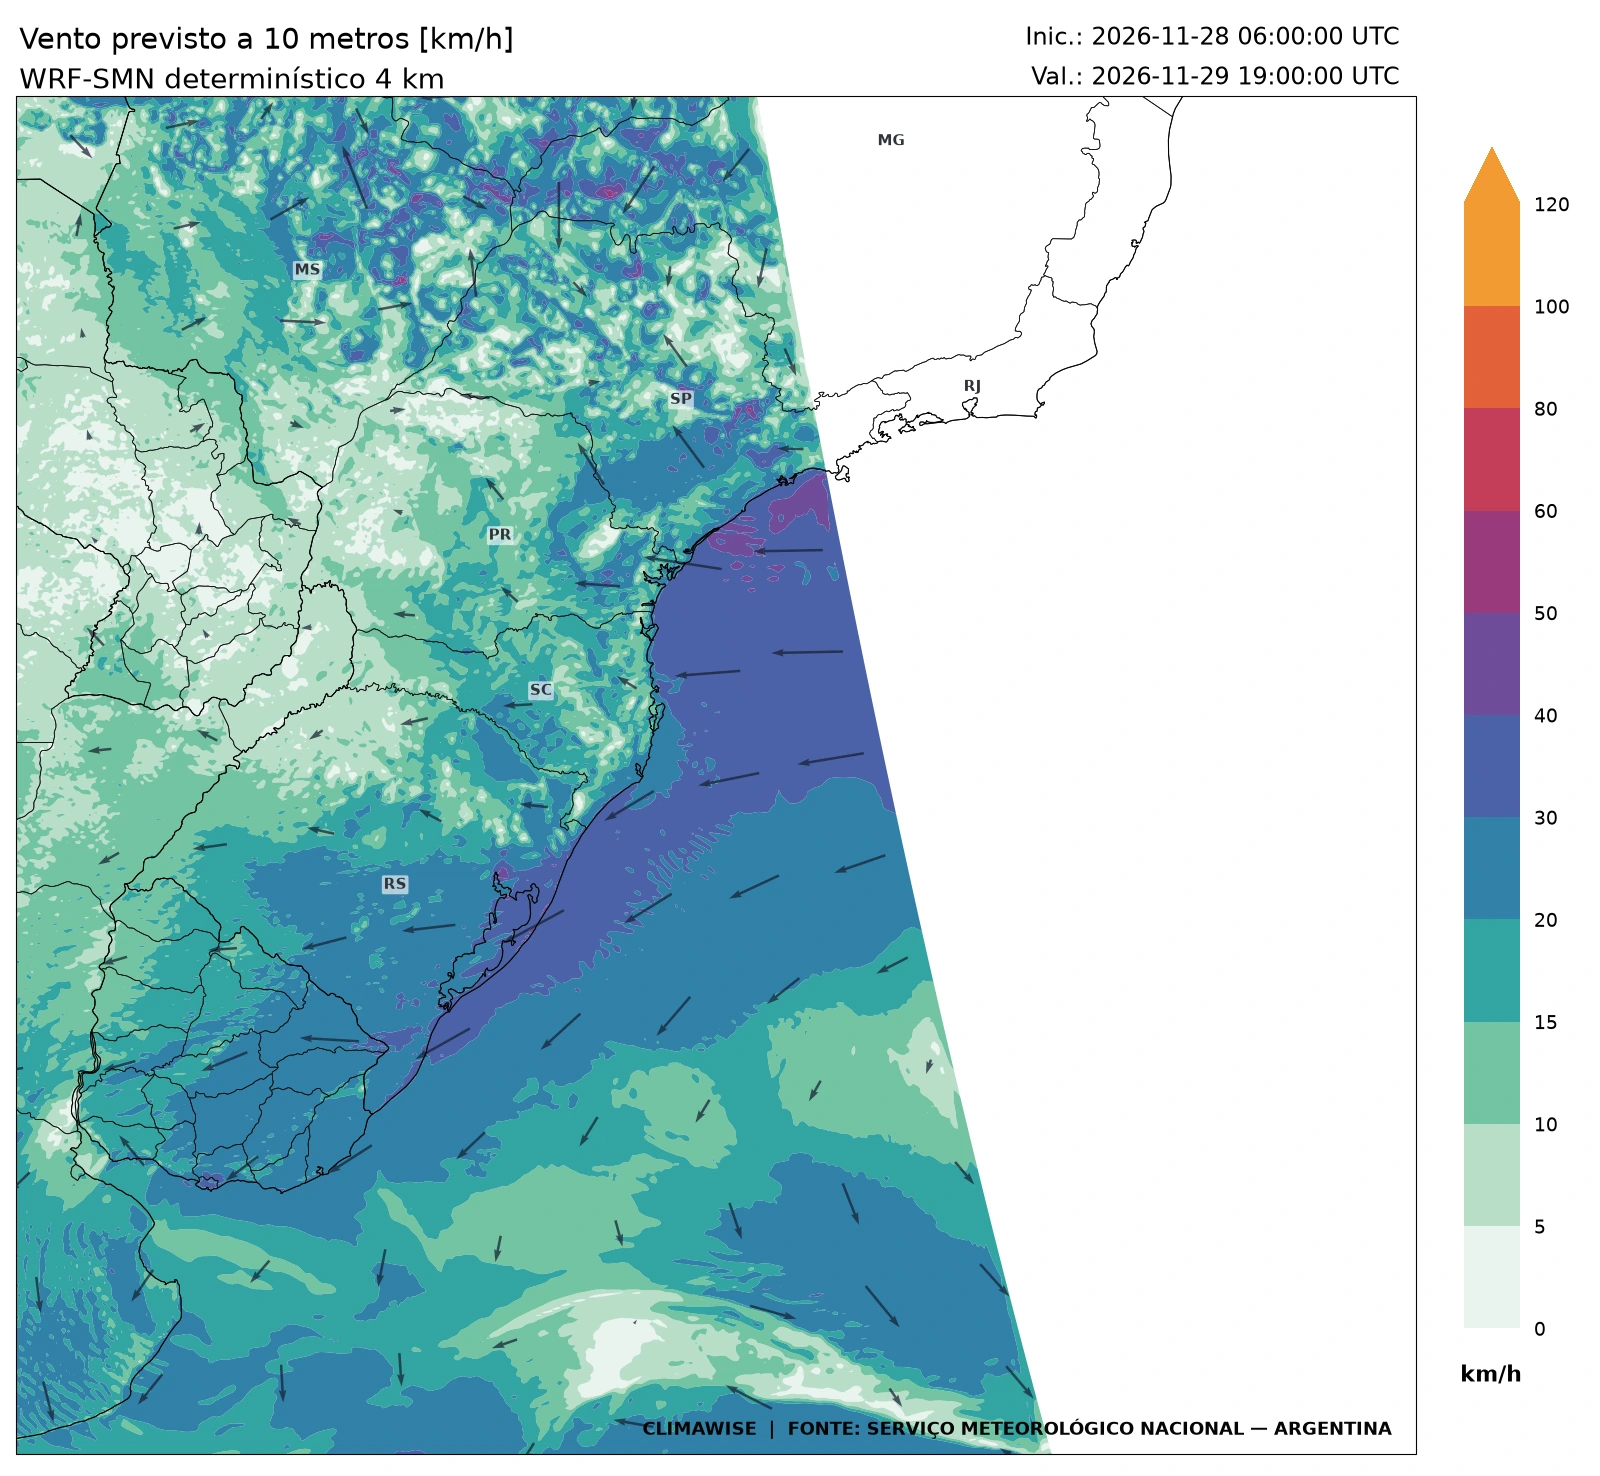 Vento previsto a 10 metros [km/h]
WRF-SMN determinístico 4 km
Inic.: 2026-11-28 06:00:00 UTC
Val.: 2026-11-29 19:00:00 UTC
MG
MS
RJ
SP
PR
SC
RS
120
100
80
60
50
40
30
20
15
10
5
0
km/h
CLIMAWISE | FONTE: SERVIÇO METEOROLÓGICO NACIONAL — ARGENTINA